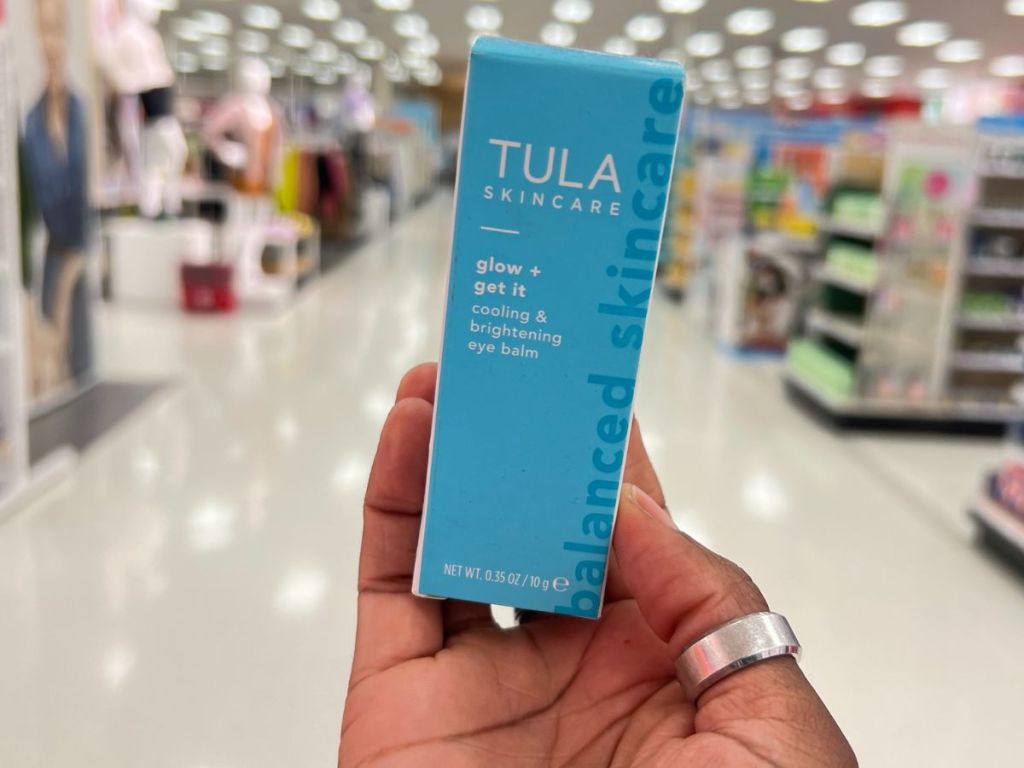 TULA
SKINCARE
glow +
get it
cooling &
brightening
eye balm
NET WT. 0.35 OZ / 10 g ℮
balanced skincare